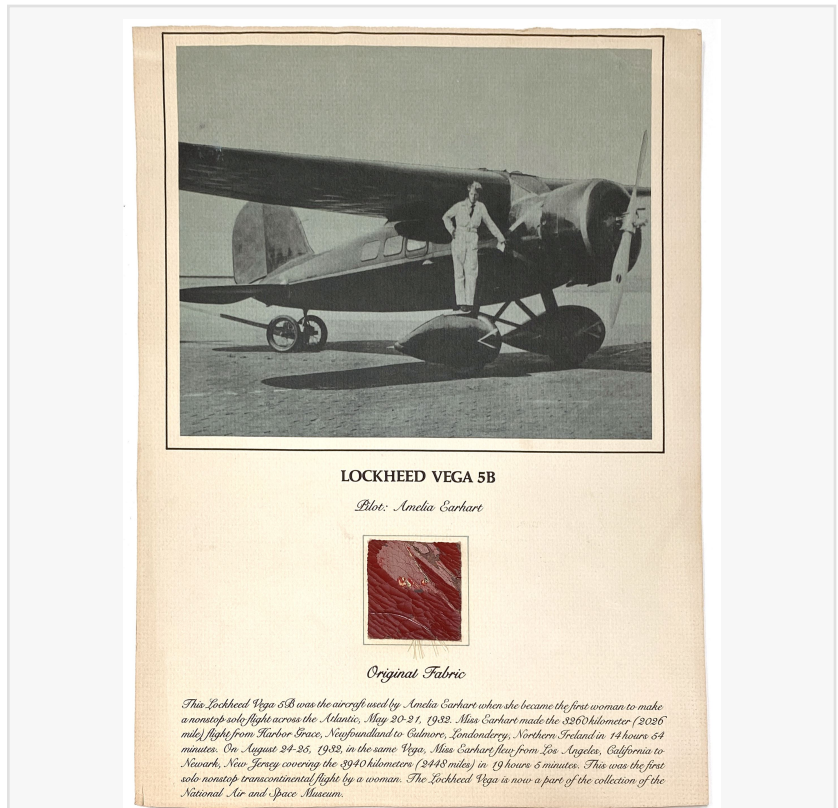 LOCKHEED VEGA 5B
Pilot: Amelia Earhart
Original Fabric
This Lockheed Vega 5B was the aircraft used by Amelia Earhart when she became the first woman to make
a nonstop solo flight across the Atlantic, May 20-21, 1932. Miss Earhart made the 3260 kilometer (2026
mile) flight from Harbor Grace, Newfoundland to Culmore, Londonderry, Northern Ireland in 14 hours 54
minutes. On August 24-25, 1932, in the same Vega, Miss Earhart flew from Los Angeles, California to
Newark, New Jersey covering the 3940 kilometers (2448 miles) in 19 hours 5 minutes. This was the first
solo nonstop transcontinental flight by a woman. The Lockheed Vega is now a part of the collection of the
National Air and Space Museum.